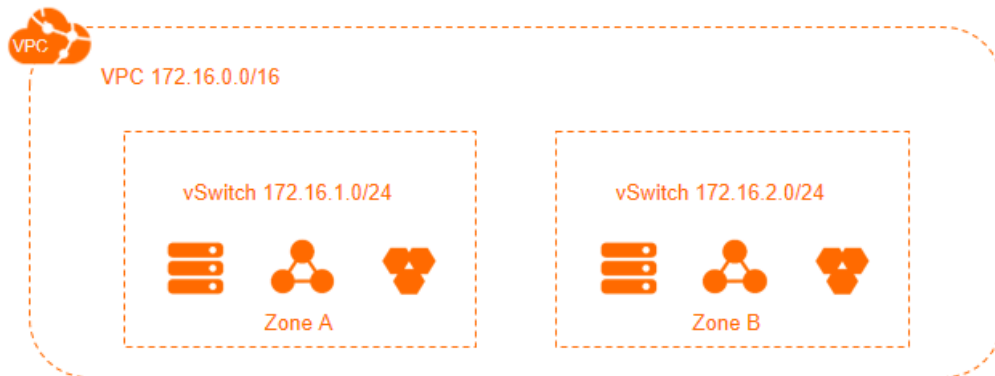 VPC
VPC 172.16.0.0/16
vSwitch 172.16.1.0/24
vSwitch 172.16.2.0/24
Zone A
Zone B